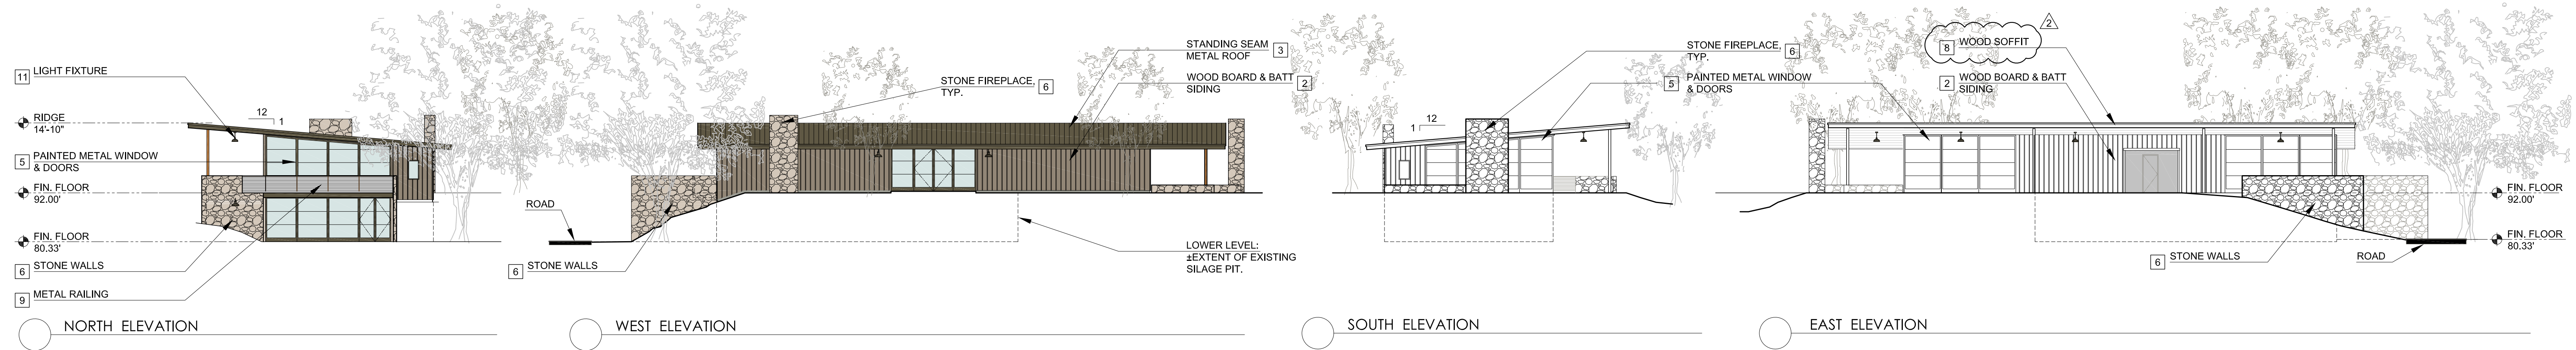 11 LIGHT FIXTURE
12
1
RIDGE
14'-10"
5 PAINTED METAL WINDOW
& DOORS
FIN. FLOOR
92.00'
FIN. FLOOR
80.33'
6 STONE WALLS
9 METAL RAILING
NORTH ELEVATION
STANDING SEAM 3
METAL ROOF
STONE FIREPLACE, 6
TYP.
WOOD BOARD & BATT 2
SIDING
ROAD
6 STONE WALLS
LOWER LEVEL:
±EXTENT OF EXISTING
SILAGE PIT.
WEST ELEVATION
STONE FIREPLACE, 6
TYP.
12
1
5 PAINTED METAL WINDOW
& DOORS
SOUTH ELEVATION
2
8 WOOD SOFFIT
2 WOOD BOARD & BATT
SIDING
FIN. FLOOR
92.00'
FIN. FLOOR
80.33'
6 STONE WALLS
ROAD
EAST ELEVATION